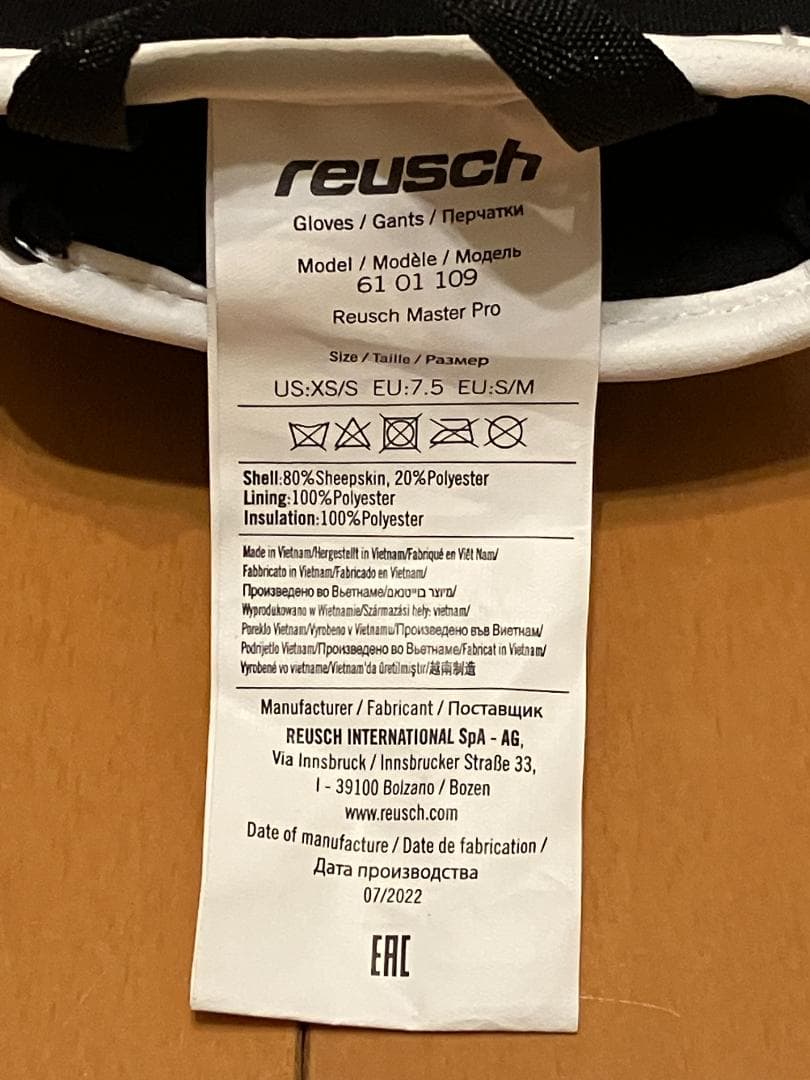 reusch
Gloves / Gants / Перчатки
Model / Modèle / Модель
61 01 109
Reusch Master Pro
Size / Taille / Размер
US:XS/S EU:7.5 EU:S/M
Shell:80%Sheepskin, 20%Polyester
Lining:100%Polyester
Insulation:100%Polyester
Made in Vietnam/Hergestellt in Vietnam/Fabriqué en Viêt Nam/
Fabbricato in Vietnam/Fabricado en Vietnam/
Произведено во Вьетнаме/מיוצר בוייטנאם/
Wyprodukowano w Wietnamie/Származási hely: vietnam/
Poreklo Vietnam/Vyrobeno v Vietnamu/Произведено във Виетнам/
Podrijetlo Vietnam/Произведено во Вьетнаме/Fabricat in Vietnam/
Vyrobené vo vietname/Vietnam'da üretilmiştir/越南制造
Manufacturer / Fabricant / Поставщик
REUSCH INTERNATIONAL SpA - AG,
Via Innsbruck / Innsbrucker Straße 33,
I - 39100 Bolzano / Bozen
www.reusch.com
Date of manufacture / Date de fabrication /
Дата производства
07/2022
EAC